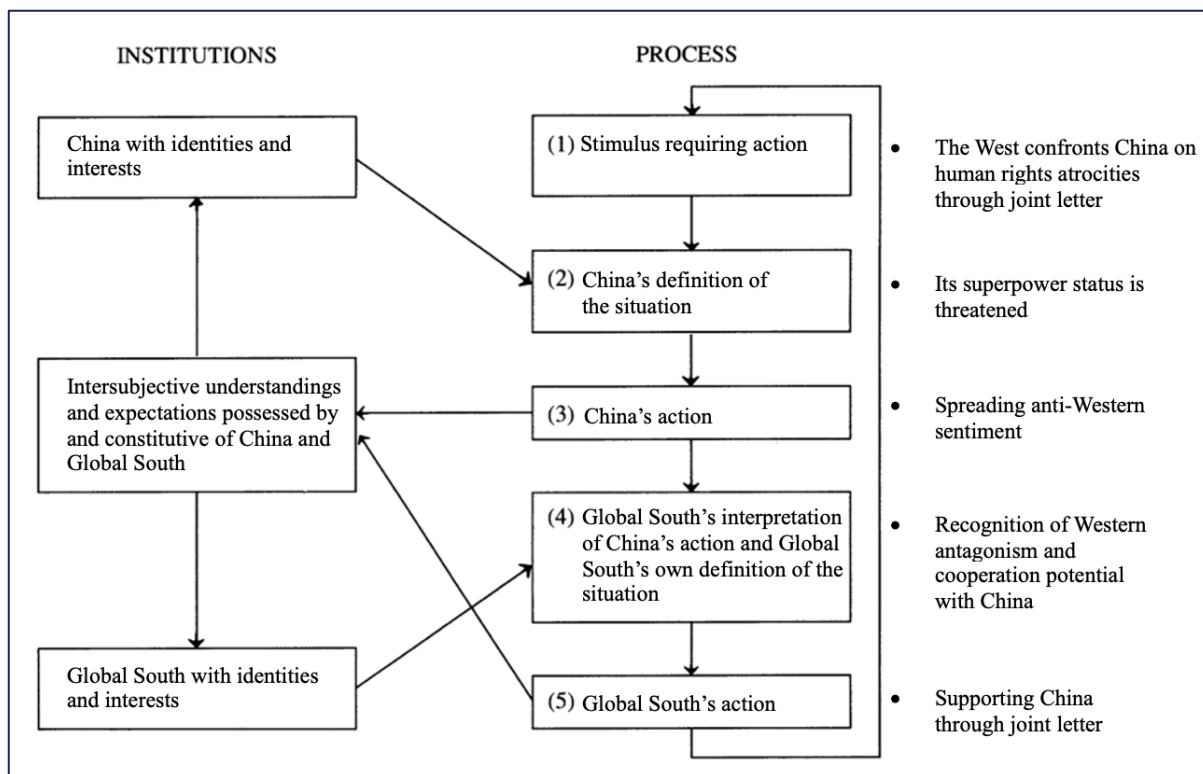 INSTITUTIONS
PROCESS
China with identities and
interests
(1) Stimulus requiring action
• The West confronts China on
human rights atrocities
through joint letter
(2) China’s definition of
the situation
• Its superpower status is
threatened
Intersubjective understandings
and expectations possessed by
and constitutive of China and
Global South
(3) China’s action
• Spreading anti-Western
sentiment
(4) Global South’s interpretation
of China’s action and Global
South’s own definition of the
situation
• Recognition of Western
antagonism and
cooperation potential
with China
Global South with identities
and interests
(5) Global South’s action
• Supporting China
through joint letter